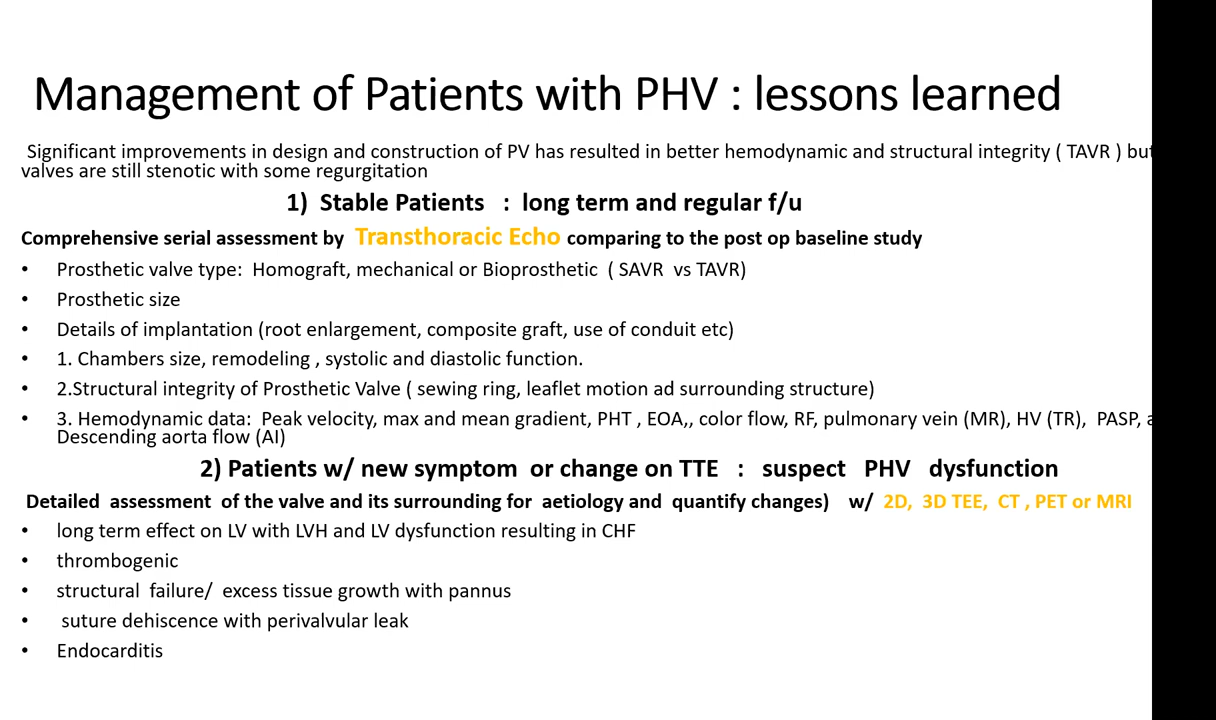 Management of Patients with PHV : lessons learned
Significant improvements in design and construction of PV has resulted in better hemodynamic and structural integrity ( TAVR ) but
valves are still stenotic with some regurgitation
1) Stable Patients : long term and regular f/u
Comprehensive serial assessment by Transthoracic Echo comparing to the post op baseline study
• Prosthetic valve type: Homograft, mechanical or Bioprosthetic ( SAVR vs TAVR)
• Prosthetic size
• Details of implantation (root enlargement, composite graft, use of conduit etc)
• 1. Chambers size, remodeling , systolic and diastolic function.
• 2.Structural integrity of Prosthetic Valve ( sewing ring, leaflet motion ad surrounding structure)
• 3. Hemodynamic data: Peak velocity, max and mean gradient, PHT , EOA,, color flow, RF, pulmonary vein (MR), HV (TR), PASP,
Descending aorta flow (AI)
2) Patients w/ new symptom or change on TTE : suspect PHV dysfunction
Detailed assessment of the valve and its surrounding for aetiology and quantify changes) w/ 2D, 3D TEE, CT , PET or MRI
• long term effect on LV with LVH and LV dysfunction resulting in CHF
• thrombogenic
• structural failure/ excess tissue growth with pannus
• suture dehiscence with perivalvular leak
• Endocarditis